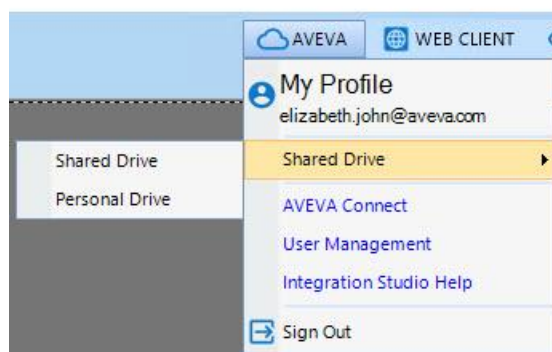 AVEVA WEB CLIENT
My Profile
elizabeth.john@aveva.com
Shared Drive
Shared Drive
Personal Drive
AVEVA Connect
User Management
Integration Studio Help
Sign Out